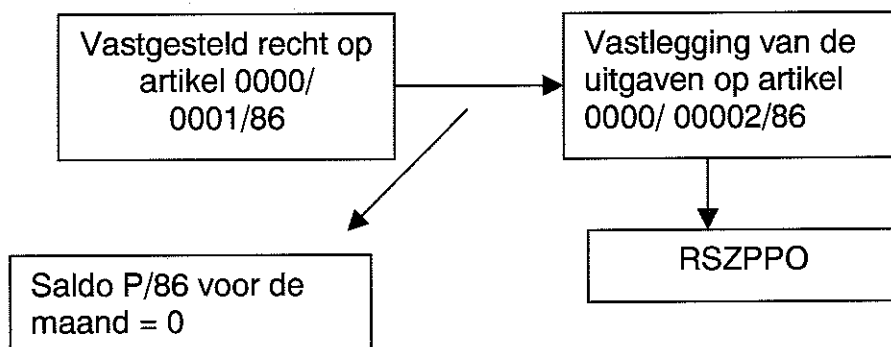 Vastgesteld recht op
artikel 0000/
0001/86
Vastlegging van de
uitgaven op artikel
0000/ 00002/86
RSZPPO
Saldo P/86 voor de
maand = 0